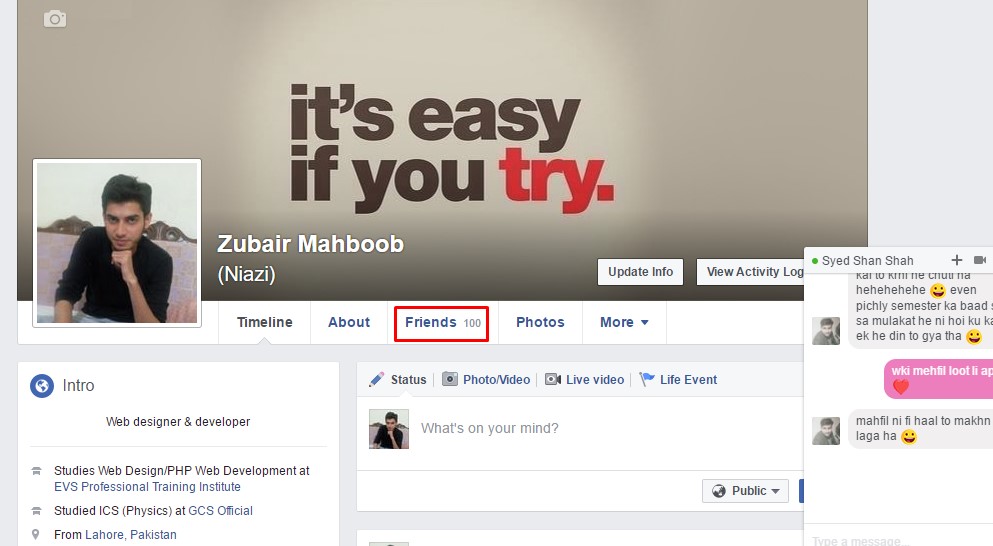 it's easy
if you try.
Zubair Mahboob
(Niazi)
Update Info
View Activity Log
Timeline
About
Friends 100
Photos
More
Intro
Web designer & developer
Studies Web Design/PHP Web Development at
EVS Professional Training Institute
Studied ICS (Physics) at GCS Official
From Lahore, Pakistan
Status
Photo/Video
Live video
Life Event
What's on your mind?
Public
Syed Shan Shah
kal to krni he chuti ha
hehehehehe 😀 even
pichly semester ka baad s
sa mulakat he ni hoi ku ka
ek he din to gya tha 😀
wki mehfil loot li ap
❤️
mahfil ni fi haal to makhn
laga ha 😀
Type a message...